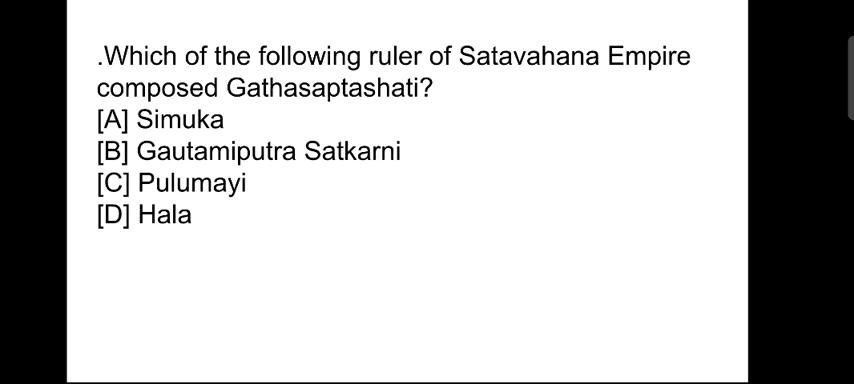 .Which of the following ruler of Satavahana Empire
composed Gathasaptashati?
[A] Simuka
[B] Gautamiputra Satkarni
[C] Pulumayi
[D] Hala